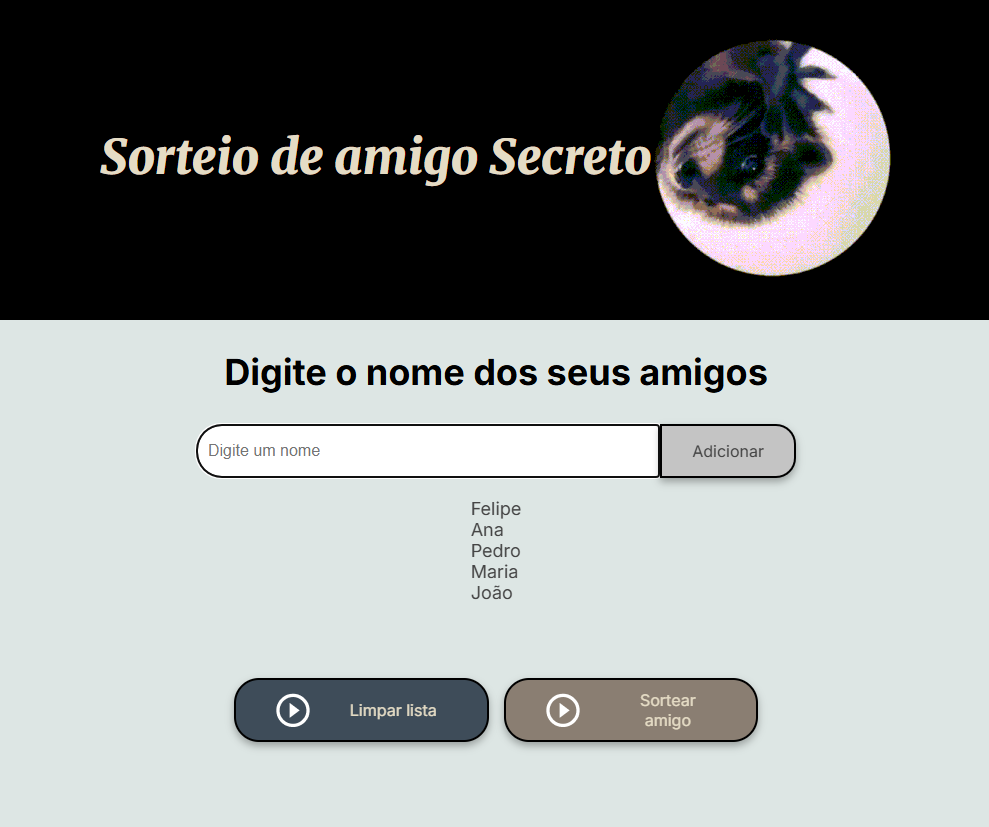 Sorteio de amigo Secreto
Digite o nome dos seus amigos
Digite um nome
Adicionar
Felipe
Ana
Pedro
Maria
João
Limpar lista
Sortear
amigo